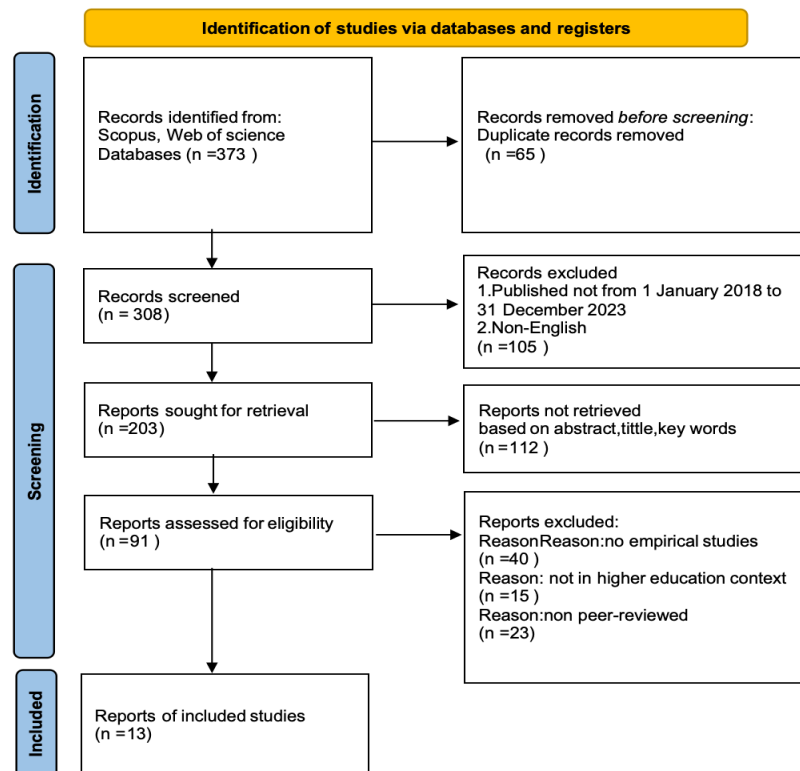 Identification of studies via databases and registers
Identification
Records identified from:
Scopus, Web of science
Databases (n =373 )
Records removed before screening:
Duplicate records removed
(n =65 )
Screening
Records screened
(n = 308)
Records excluded
1.Published not from 1 January 2018 to
31 December 2023
2.Non-English
(n =105 )
Reports sought for retrieval
(n =203)
Reports not retrieved
based on abstract,tittle,key words
(n =112 )
Reports assessed for eligibility
(n =91 )
Reports excluded:
ReasonReason:no empirical studies
(n =40 )
Reason: not in higher education context
(n =15 )
Reason:non peer-reviewed
(n =23)
Included
Reports of included studies
(n =13)